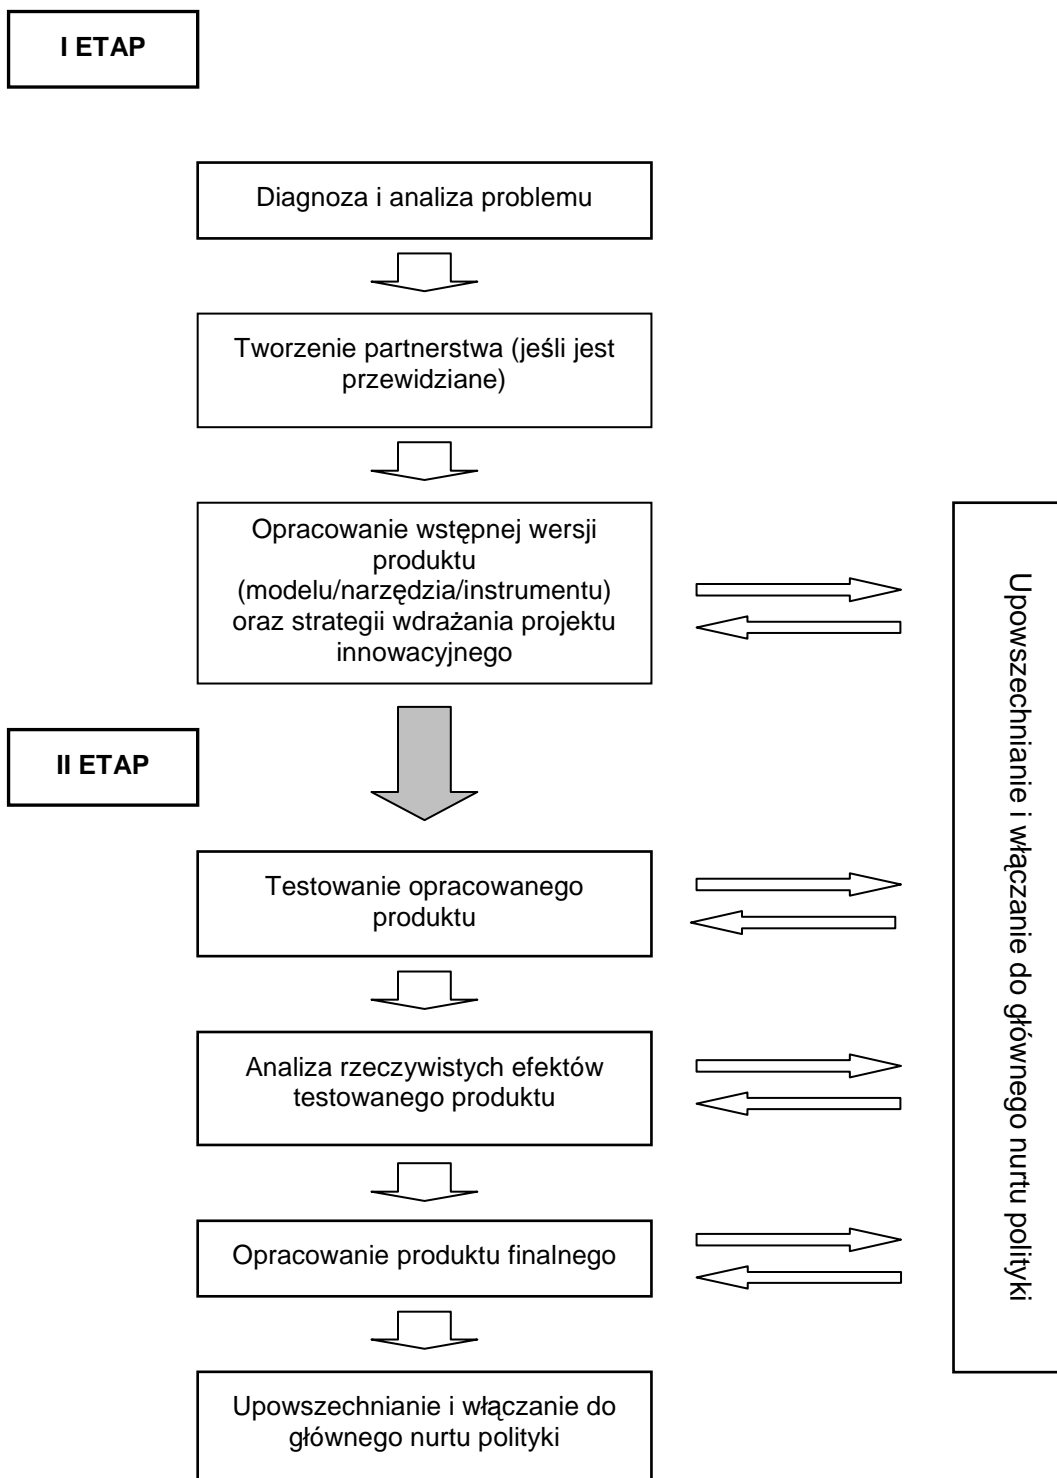 I ETAP
Diagnoza i analiza problemu
Tworzenie partnerstwa (jeśli jest
przewidziane)
Opracowanie wstępnej wersji
produktu
(modelu/narzędzia/instrumentu)
oraz strategii wdrażania projektu
innowacyjnego
II ETAP
Testowanie opracowanego
produktu
Analiza rzeczywistych efektów
testowanego produktu
Opracowanie produktu finalnego
Upowszechnianie i włączanie do
głównego nurtu polityki
Upowszechnianie i włączanie do głównego nurtu polityki